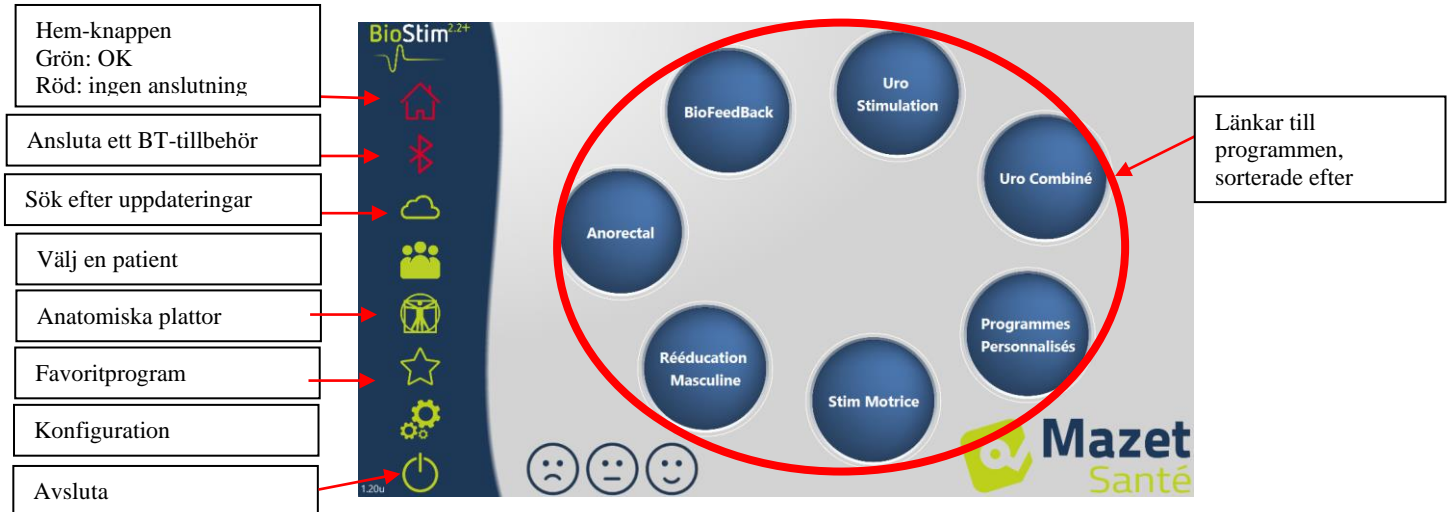 Hem-knappen
Grön: OK
Röd: ingen anslutning
Ansluta ett BT-tillbehör
Sök efter uppdateringar
Välj en patient
Anatomiska plattor
Favoritprogram
Konfiguration
Avsluta
BioStim2.2+
1.20u
BioFeedBack
Uro
Stimulation
Uro Combiné
Anorectal
Programmes
Personnalisés
Rééducation
Masculine
Stim Motrice
Mazet
Santé
Länkar till
programmen,
sorterade efter